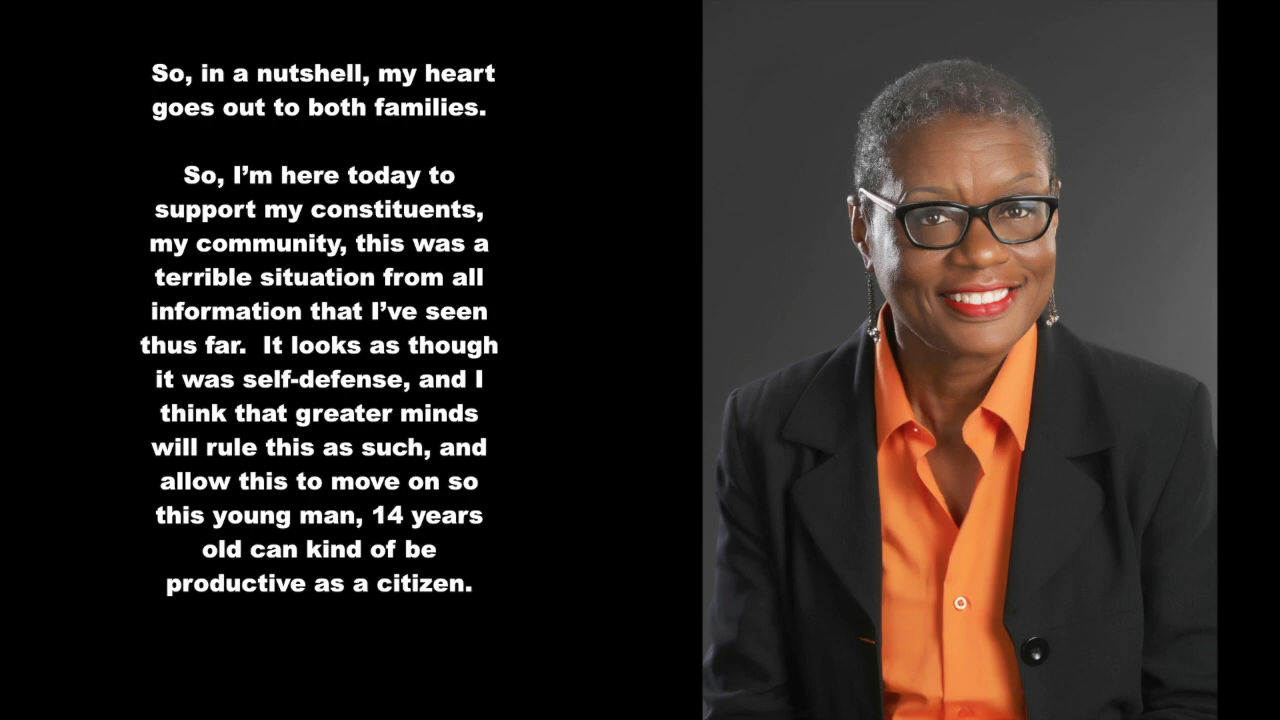 So, in a nutshell, my heart
goes out to both families.
So, I’m here today to
support my constituents,
my community, this was a
terrible situation from all
information that I’ve seen
thus far.  It looks as though
it was self-defense, and I
think that greater minds
will rule this as such, and
allow this to move on so
this young man, 14 years
old can kind of be
productive as a citizen.